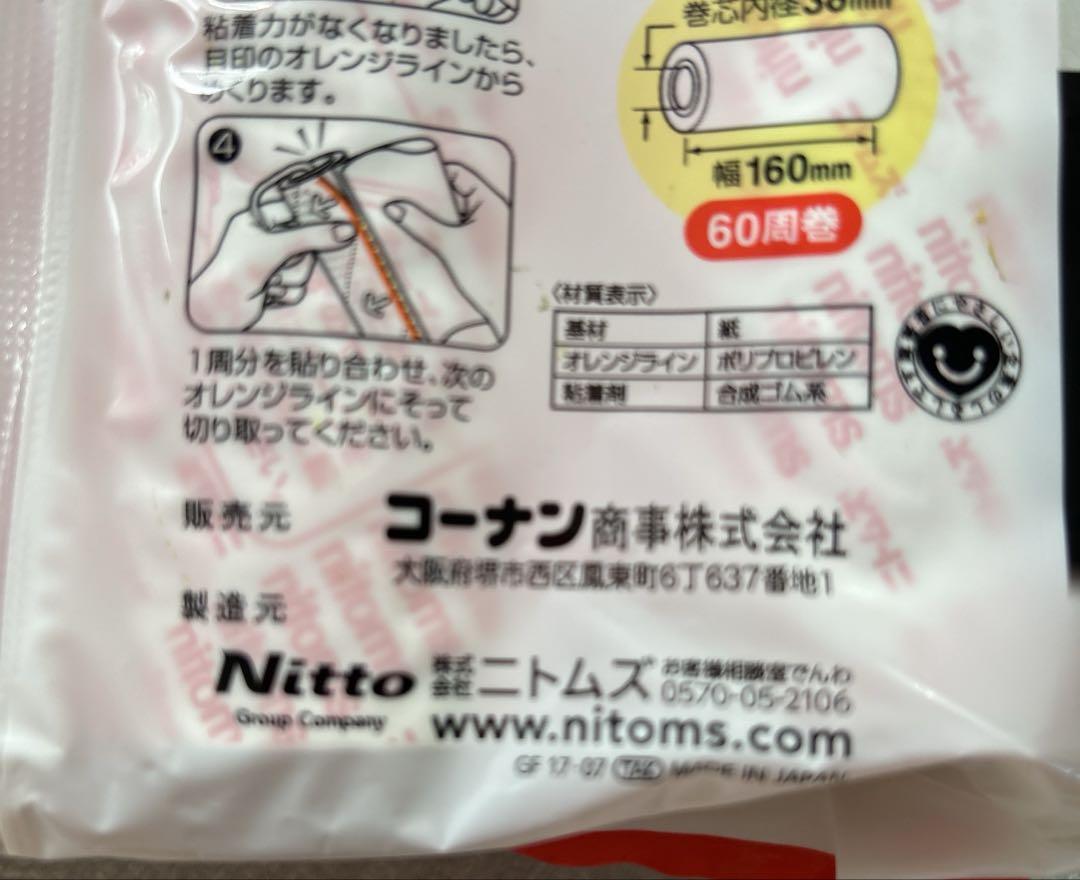 粘着力がなくなりましたら、
目印のオレンジラインから
めくります。
4
1周分を貼り合わせ、次の
オレンジラインにそって
切り取ってください。
巻芯内径38mm
幅160mm
60周巻
〈材質表示〉
基材 紙
オレンジライン ポリプロピレン
粘着剤 合成ゴム系
販売元 コーナン商事株式会社
大阪府堺市西区鳳東町6丁637番地1
製造元
Nitto 株式会社ニトムズ お客様相談室でんわ
Group Company 0570-05-2106
www.nitoms.com
GF 17-07 TAK MADE IN JAPAN